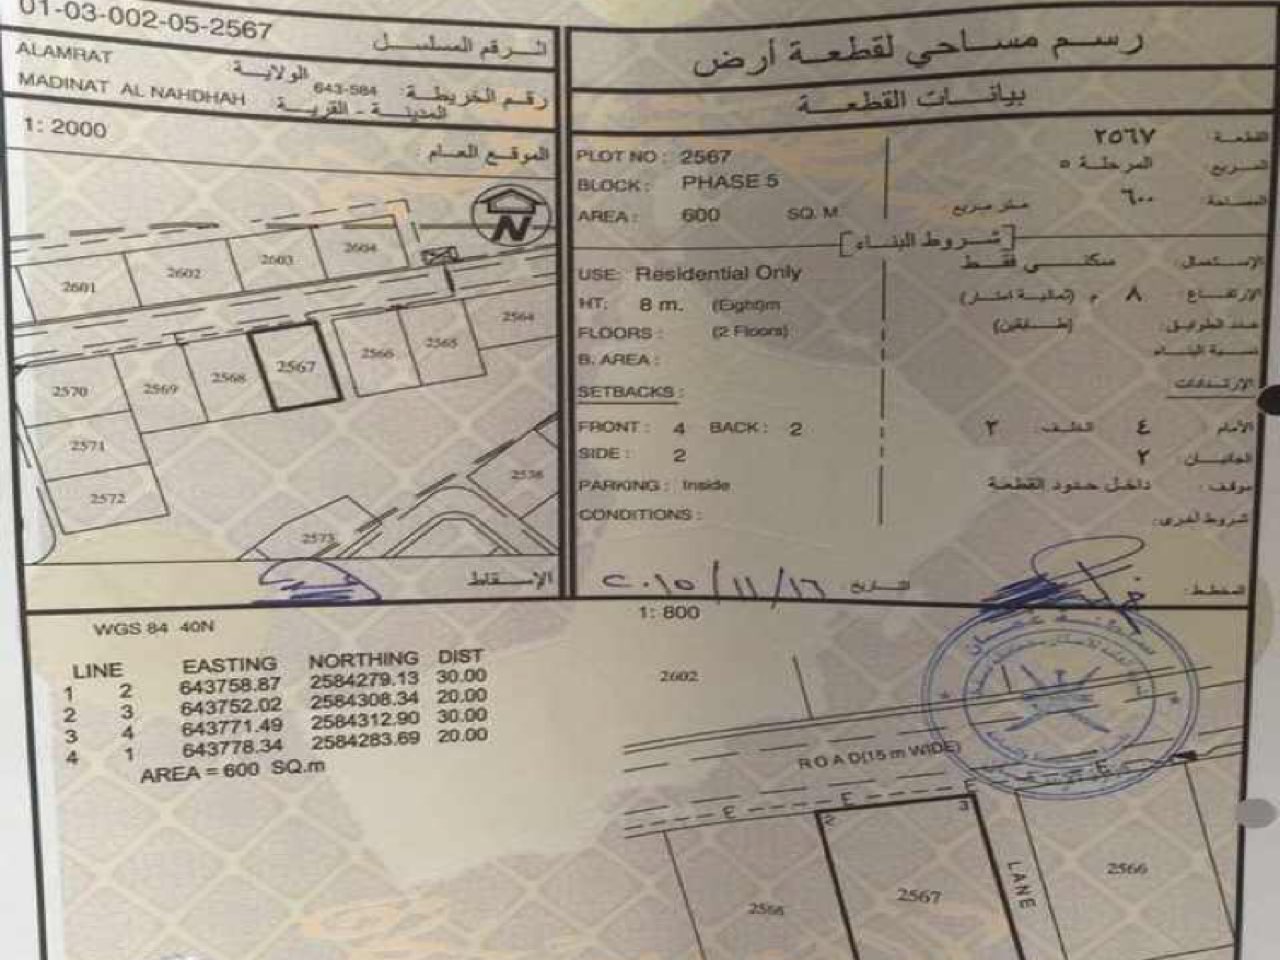 01-03-002-05-2567 الرقم المسلسل
ALAMRAT الولاية:
643-584 رقم الخريطة:
MADINAT AL NAHDHAH المدينة - القرية:
1: 2000
الموقع العام:
N
2601
2602
2603
2604
2564
2565
2566
2567
2568
2569
2570
2571
2572
2573
2538
الإسقاط
رسم مساحي لقطعة أرض
بيانات القطعة
PLOT NO: 2567
القطعة: ٢٥٦٧
BLOCK: PHASE 5
المربع: المرحلة ٥
AREA: 600 SQ. M.
المساحة: ٦٠٠ متر مربع
[شروط البناء]
USE: Residential Only
الإستعمال: سكني فقط
HT: 8 m. (Eight)m
الإرتفاع: ٨ م (ثمانية امتار)
FLOORS: (2 Floors)
عدد الطوابق: (طابقين)
B. AREA:
نسبة البناء
SETBACKS:
الإرتدادات:
FRONT: 4 BACK: 2
الأمام ٤ الخلف: ٢
SIDE: 2
الجانبان ٢
PARKING: Inside
موقف: داخل حدود القطعة
CONDITIONS:
شروط أخرى:
المخطط:
التاريخ ٢٠١٥/١١/١٦
1: 800
WGS 84 40N
LINE EASTING NORTHING DIST
1 2 643758.87 2584279.13 30.00
2 3 643752.02 2584308.34 20.00
3 4 643771.49 2584312.90 30.00
4 1 643778.34 2584283.69 20.00
AREA = 600 SQ.m
2602
ROAD(15 m WIDE)
E E E E
2 3
2568
2567
LANE
2566